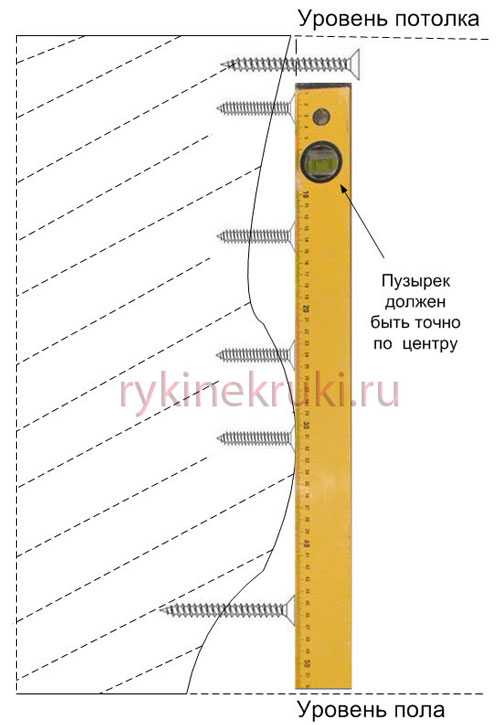 Уровень потолка
Пузырек
должен
быть точно
по центру
rykinekruki.ru
Уровень пола